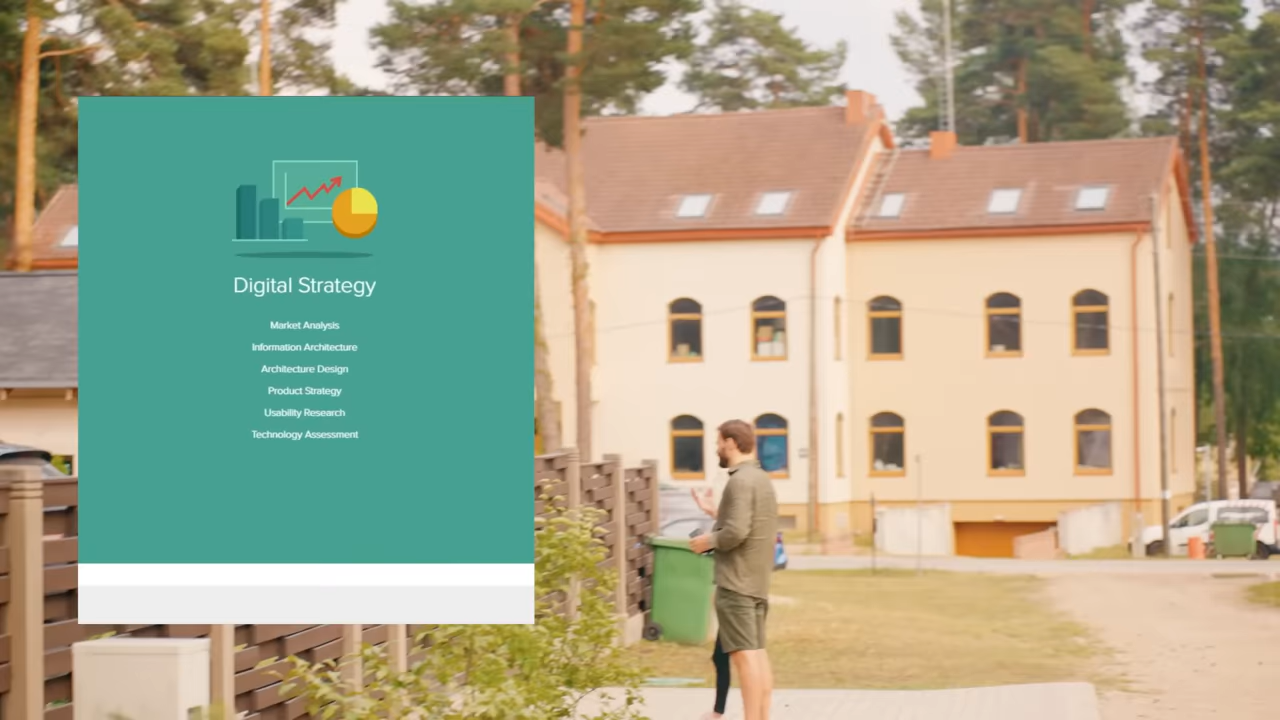 Digital Strategy
Market Analysis
Information Architecture
Architecture Design
Product Strategy
Usability Research
Technology Assessment